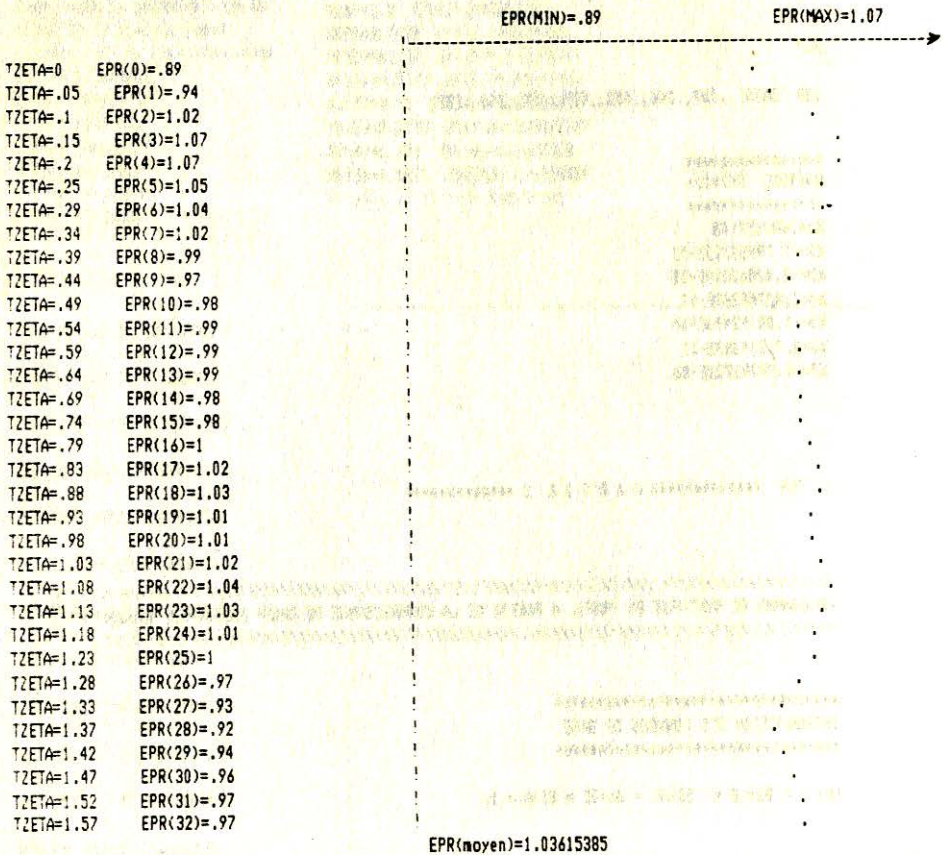 EPR(MIN)=.89 EPR(MAX)=1.07
TZETA=0 EPR(0)=.89
TZETA=.05 EPR(1)=.94
TZETA=.1 EPR(2)=1.02
TZETA=.15 EPR(3)=1.07
TZETA=.2 EPR(4)=1.07
TZETA=.25 EPR(5)=1.05
TZETA=.29 EPR(6)=1.04
TZETA=.34 EPR(7)=1.02
TZETA=.39 EPR(8)=.99
TZETA=.44 EPR(9)=.97
TZETA=.49 EPR(10)=.98
TZETA=.54 EPR(11)=.99
TZETA=.59 EPR(12)=.99
TZETA=.64 EPR(13)=.99
TZETA=.69 EPR(14)=.98
TZETA=.74 EPR(15)=.98
TZETA=.79 EPR(16)=1
TZETA=.83 EPR(17)=1.02
TZETA=.88 EPR(18)=1.03
TZETA=.93 EPR(19)=1.01
TZETA=.98 EPR(20)=1.01
TZETA=1.03 EPR(21)=1.02
TZETA=1.08 EPR(22)=1.04
TZETA=1.13 EPR(23)=1.03
TZETA=1.18 EPR(24)=1.01
TZETA=1.23 EPR(25)=1
TZETA=1.28 EPR(26)=.97
TZETA=1.33 EPR(27)=.93
TZETA=1.37 EPR(28)=.92
TZETA=1.42 EPR(29)=.94
TZETA=1.47 EPR(30)=.96
TZETA=1.52 EPR(31)=.97
TZETA=1.57 EPR(32)=.97
EPR(moyen)=1.03615385